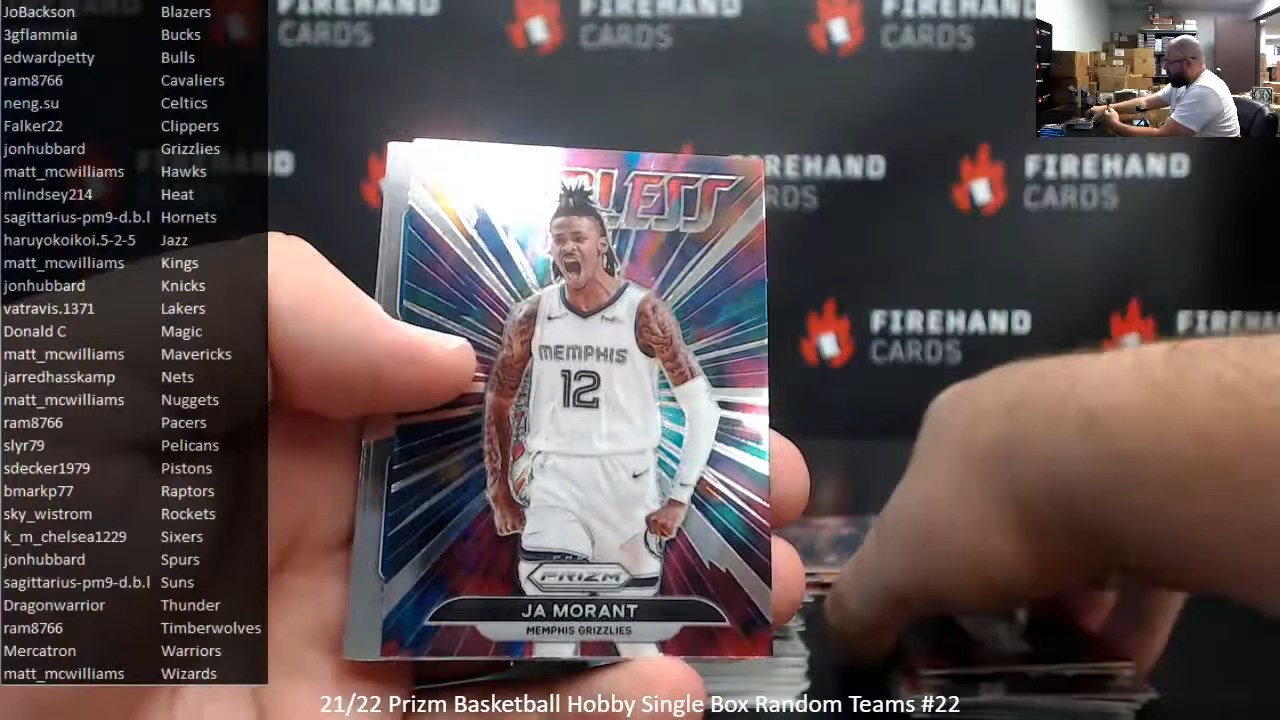 JoBackson Blazers
3gflammia Bucks
edwardpetty Bulls
ram8766 Cavaliers
neng.su Celtics
Falker22 Clippers
jonhubbard Grizzlies
matt_mcwilliams Hawks
mlindsey214 Heat
sagittarius-pm9-d.b.l Hornets
haruyokoikoi.5-2-5 Jazz
matt_mcwilliams Kings
jonhubbard Knicks
vatravis.1371 Lakers
Donald C Magic
matt_mcwilliams Mavericks
jarredhasskamp Nets
matt_mcwilliams Nuggets
ram8766 Pacers
slyr79 Pelicans
sdecker1979 Pistons
bmarkp77 Raptors
sky_wistrom Rockets
k_m_chelsea1229 Sixers
jonhubbard Spurs
sagittarius-pm9-d.b.l Suns
Dragonwarrior Thunder
ram8766 Timberwolves
Mercatron Warriors
matt_mcwilliams Wizards
FIREHAND CARDS
FIREHAND CARDS
FIREHAND CARDS
FIREHAND CARDS
FIREHAND CARDS
MEMPHIS
12
PRIZM
JA MORANT
MEMPHIS GRIZZLIES
21/22 Prizm Basketball Hobby Single Box Random Teams #22